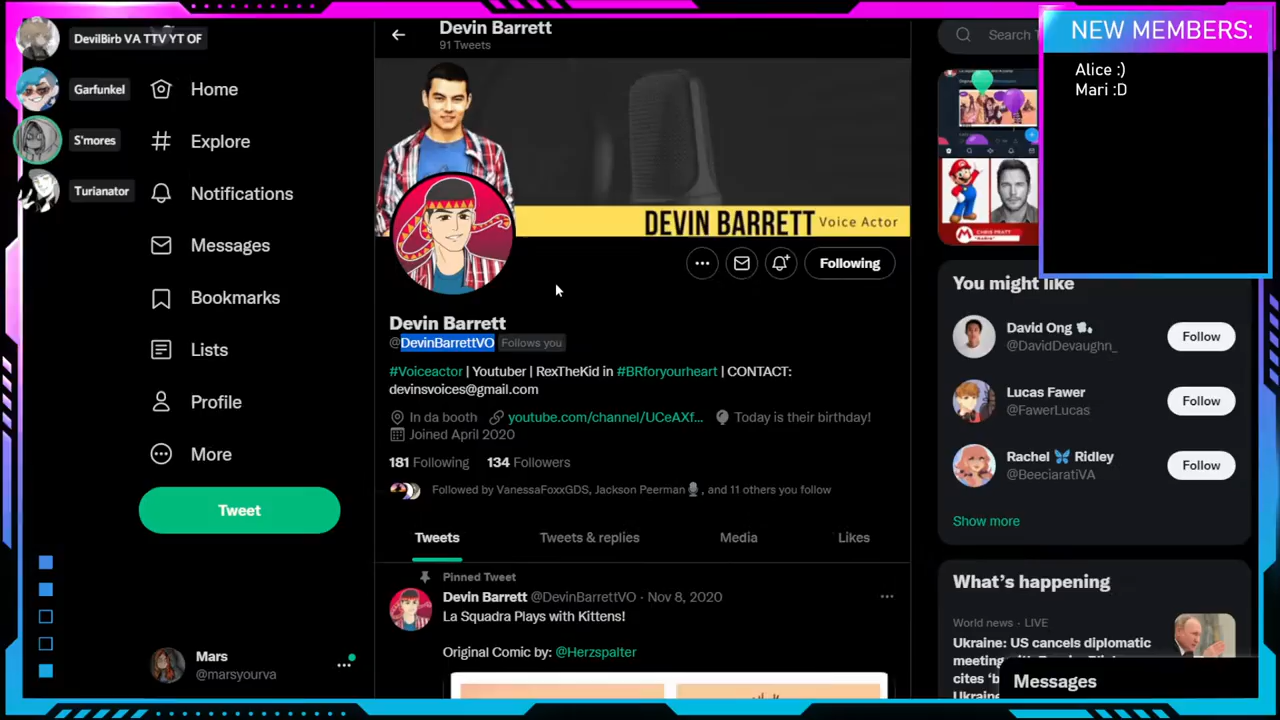 DevilBirb VA TTV YT OF
Garfunkel
S'mores
Turianator
Home
Explore
Notifications
Messages
Bookmarks
Lists
Profile
More
Tweet
Mars
@marsyourva
Devin Barrett
91 Tweets
DEVIN BARRETT Voice Actor
Following
Devin Barrett
@DevinBarrettVO Follows you
#Voiceactor | Youtuber | RexTheKid in #BRforyourheart | CONTACT:
devinsvoices@gmail.com
In da booth youtube.com/channel/UCeAXf... Today is their birthday!
Joined April 2020
181 Following 134 Followers
Followed by VanessaFoxxGDS, Jackson Peerman, and 11 others you follow
Tweets Tweets & replies Media Likes
Pinned Tweet
Devin Barrett @DevinBarrettVO · Nov 8, 2020
La Squadra Plays with Kittens!
Original Comic by: @Herzspalter
Search T
NEW MEMBERS:
Alice :)
Mari :D
CHRIS PRATT
You might like
David Ong
@DavidDevaughn_
Follow
Lucas Fawer
@FawerLucas
Follow
Rachel Ridley
@BeeciaratiVA
Follow
Show more
What's happening
World news · LIVE
Ukraine: US cancels diplomatic
Messages